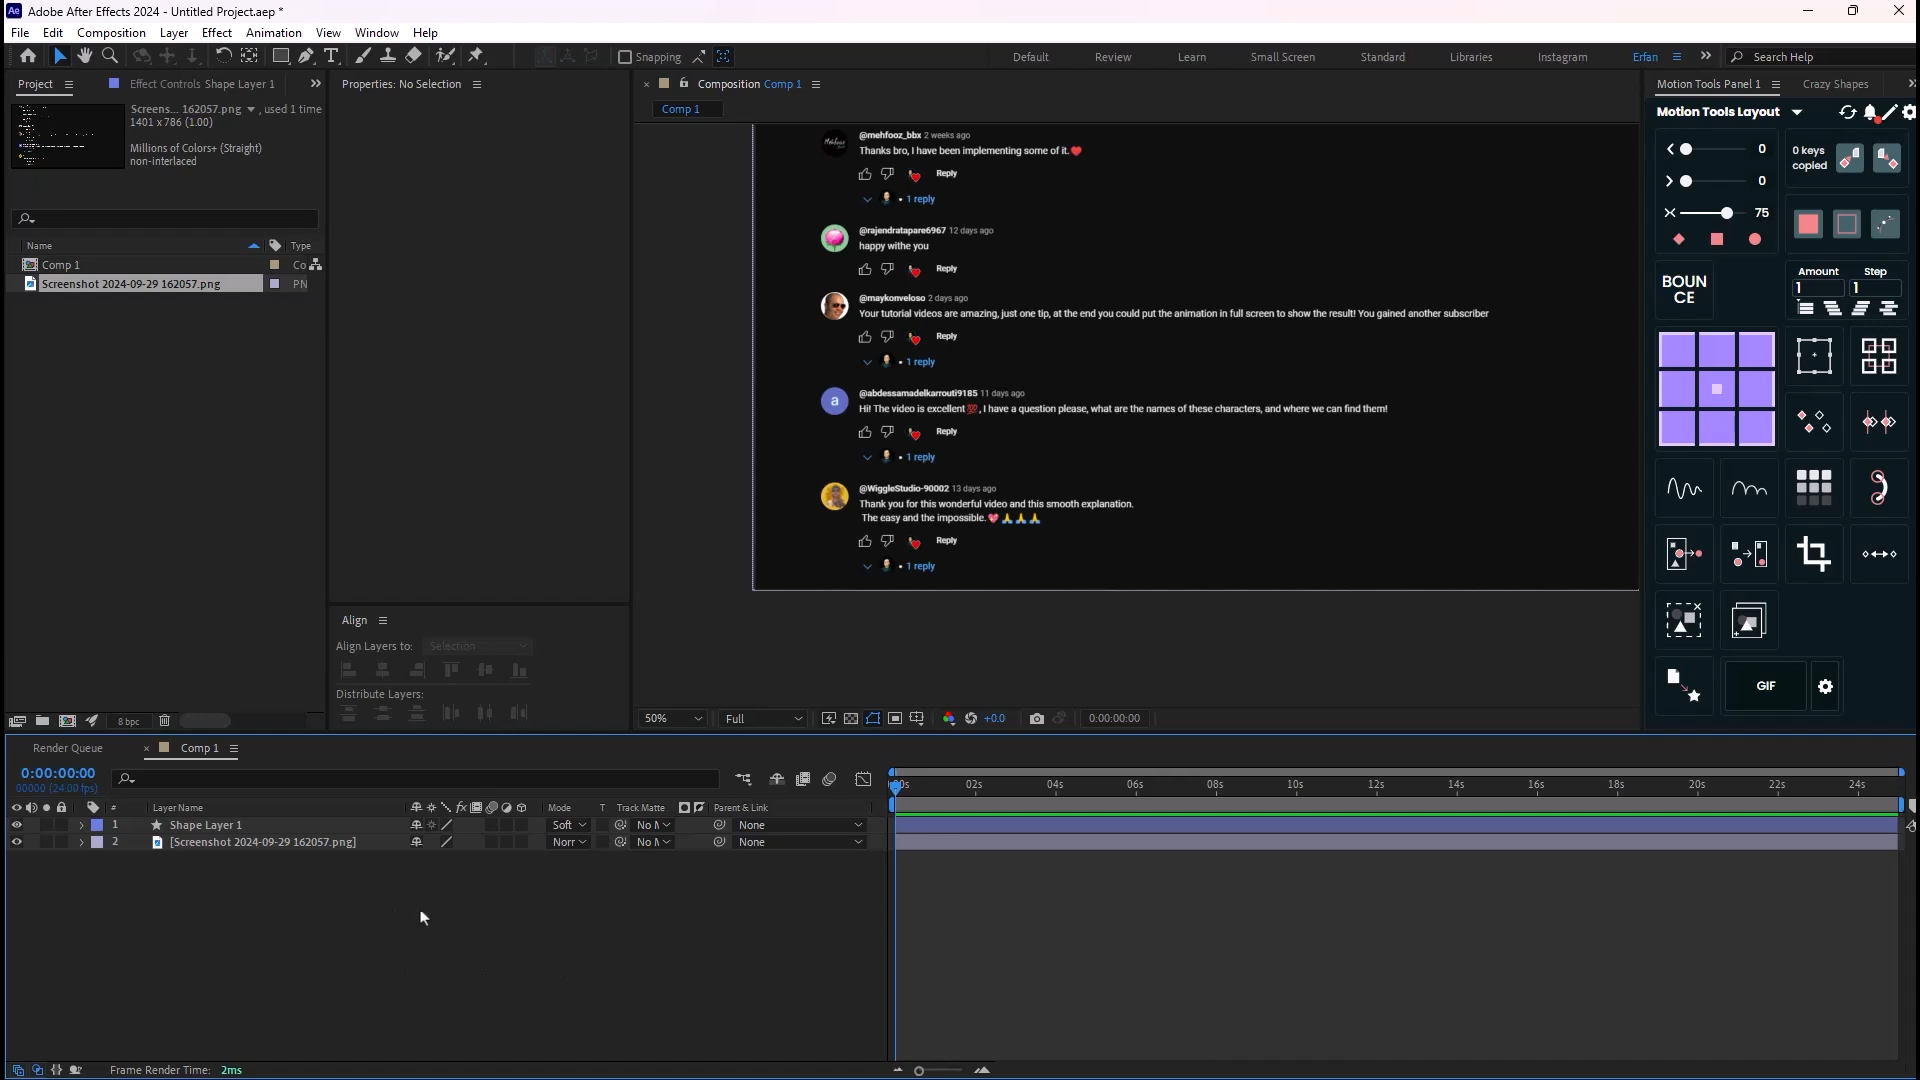 Adobe After Effects 2024 - Untitled Project.aep *
File Edit Composition Layer Effect Animation View Window Help
Snapping
Default Review Learn Small Screen Standard Libraries Instagram Erfan Search Help
Project Effect Controls Shape Layer 1
Screens... 162057.png , used 1 time
1401 x 786 (1.00)
Millions of Colors+ (Straight)
non-interlaced
Name Type
Comp 1 Co
Screenshot 2024-09-29 162057.png PN
8 bpc
Properties: No Selection
Align
Align Layers to: Selection
Distribute Layers:
Composition Comp 1
Comp 1
@mehfooz_bbx 2 weeks ago
Thanks bro, I have been implementing some of it.❤️
Reply
• 1 reply
@rajendratapare6967 12 days ago
happy withe you
Reply
@maykonveloso 2 days ago
Your tutorial videos are amazing, just one tip, at the end you could put the animation in full screen to show the result! You gained another subscriber
Reply
• 1 reply
a
@abdessamadelkarrouti9185 11 days ago
Hi! The video is excellent 💯 , I have a question please, what are the names of these characters, and where we can find them!
Reply
• 1 reply
@WiggleStudio-90002 13 days ago
Thank you for this wonderful video and this smooth explanation.
The easy and the impossible.💖🙏🙏🙏
Reply
• 1 reply
50% Full +0.0 0:00:00:00
Motion Tools Panel 1 Crazy Shapes
Motion Tools Layout
0
0
75
0 keys
copied
BOUN
CE
Amount Step
1 1
GIF
Render Queue Comp 1
0:00:00:00
00000 (24.00 fps)
# Layer Name Mode T Track Matte Parent & Link
1 Shape Layer 1 Soft No M None
2 [Screenshot 2024-09-29 162057.png] Norr No M None
00s 02s 04s 06s 08s 10s 12s 14s 16s 18s 20s 22s 24s
Frame Render Time: 2ms